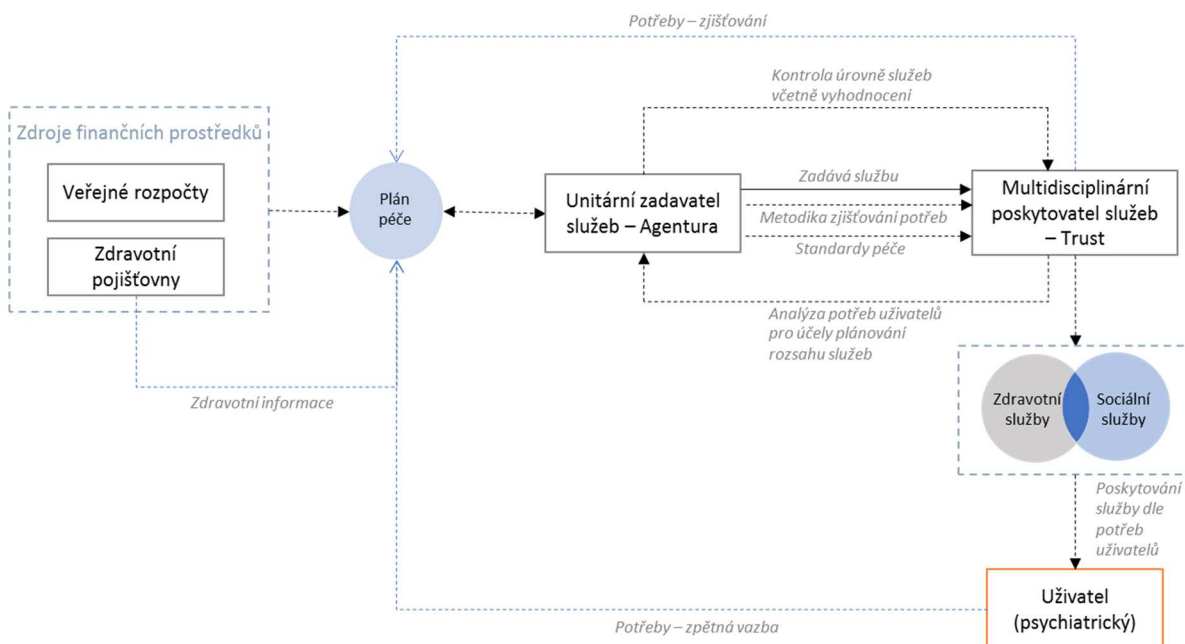 Potřeby – zjišťování
Kontrola úrovně služeb
včetně vyhodnocení
Zdroje finančních prostředků
Veřejné rozpočty
Zdravotní
pojišťovny
Plán
péče
Unitární zadavatel
služeb – Agentura
Zadává službu
Metodika zjišťování potřeb
Standardy péče
Multidisciplinární
poskytovatel služeb
– Trust
Analýza potřeb uživatelů
pro účely plánování
rozsahu služeb
Zdravotní informace
Zdravotní
služby
Sociální
služby
Poskytování
služby dle
potřeb
uživatelů
Uživatel
(psychiatrický)
Potřeby – zpětná vazba